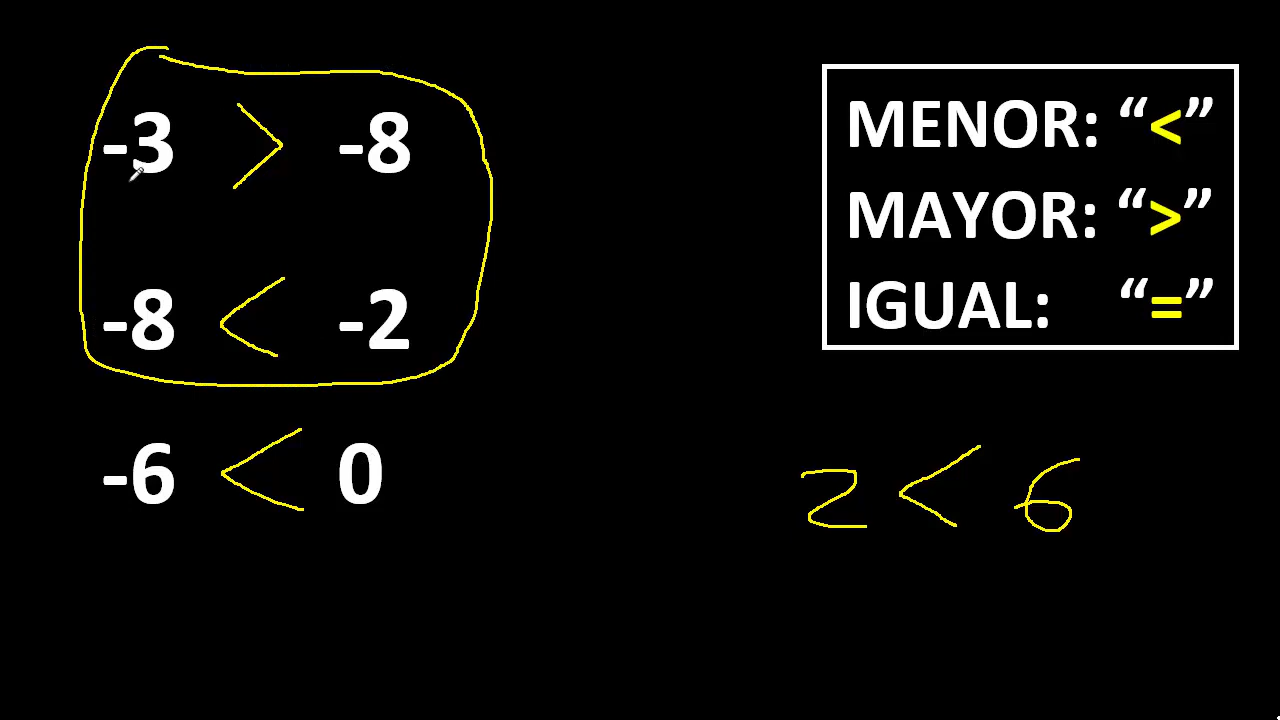 -3 > -8
-8 < -2
-6 < 0
MENOR: “<”
MAYOR: “>”
IGUAL: “=”
2 < 6